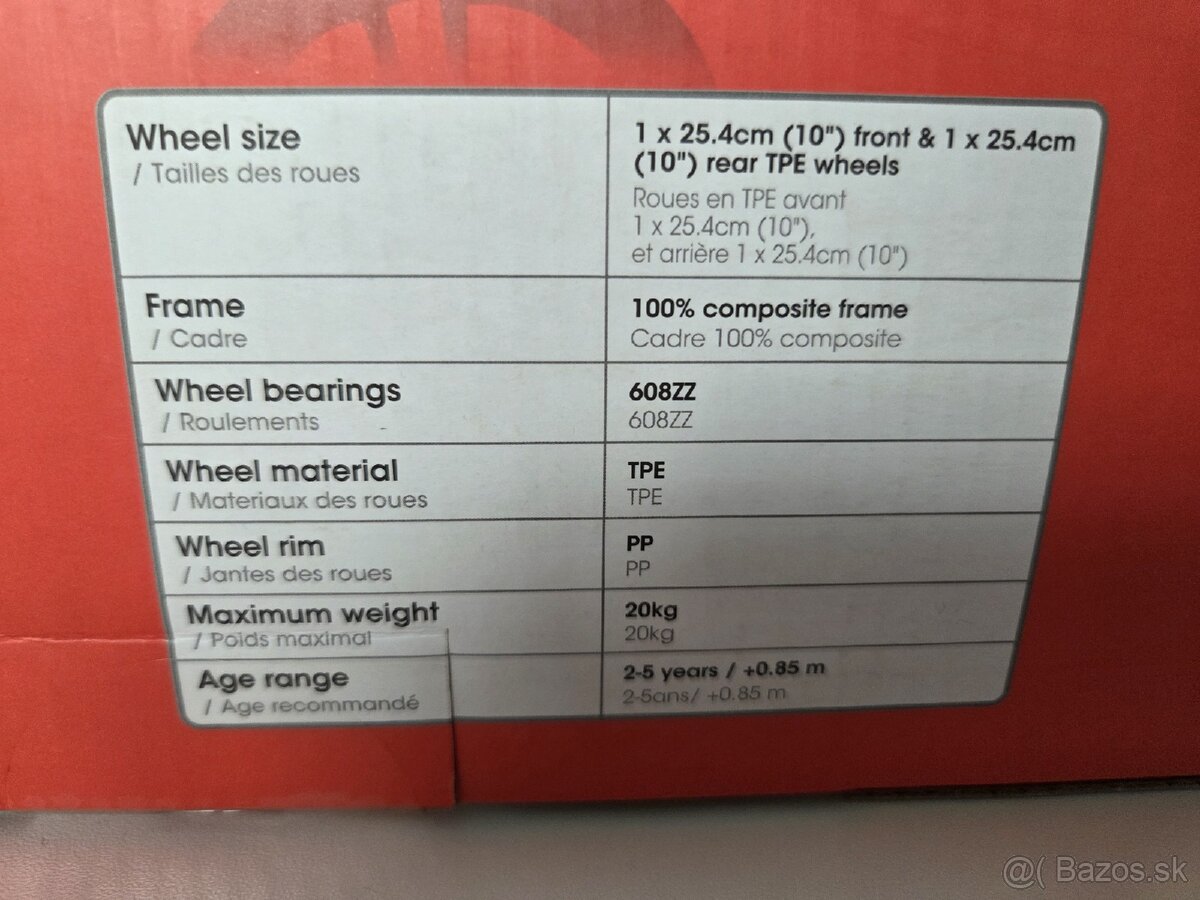 Wheel size
/ Tailles des roues
1 x 25.4cm (10") front & 1 x 25.4cm
(10") rear TPE wheels
Roues en TPE avant
1 x 25.4cm (10"),
et arrière 1 x 25.4cm (10")
Frame
/ Cadre
100% composite frame
Cadre 100% composite
Wheel bearings
/ Roulements
608ZZ
608ZZ
Wheel material
/ Materiaux des roues
TPE
TPE
Wheel rim
/ Jantes des roues
PP
PP
Maximum weight
/ Poids maximal
20kg
20kg
Age range
/ Age recommandé
2-5 years / +0.85 m
2-5ans/ +0.85 m
@( Bazos.sk